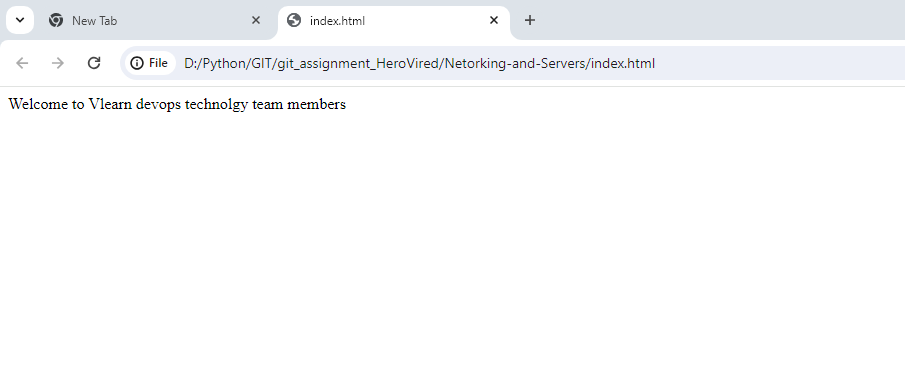 New Tab
index.html
File D:/Python/GIT/git_assignment_HeroVired/Netorking-and-Servers/index.html
Welcome to Vlearn devops technolgy team members